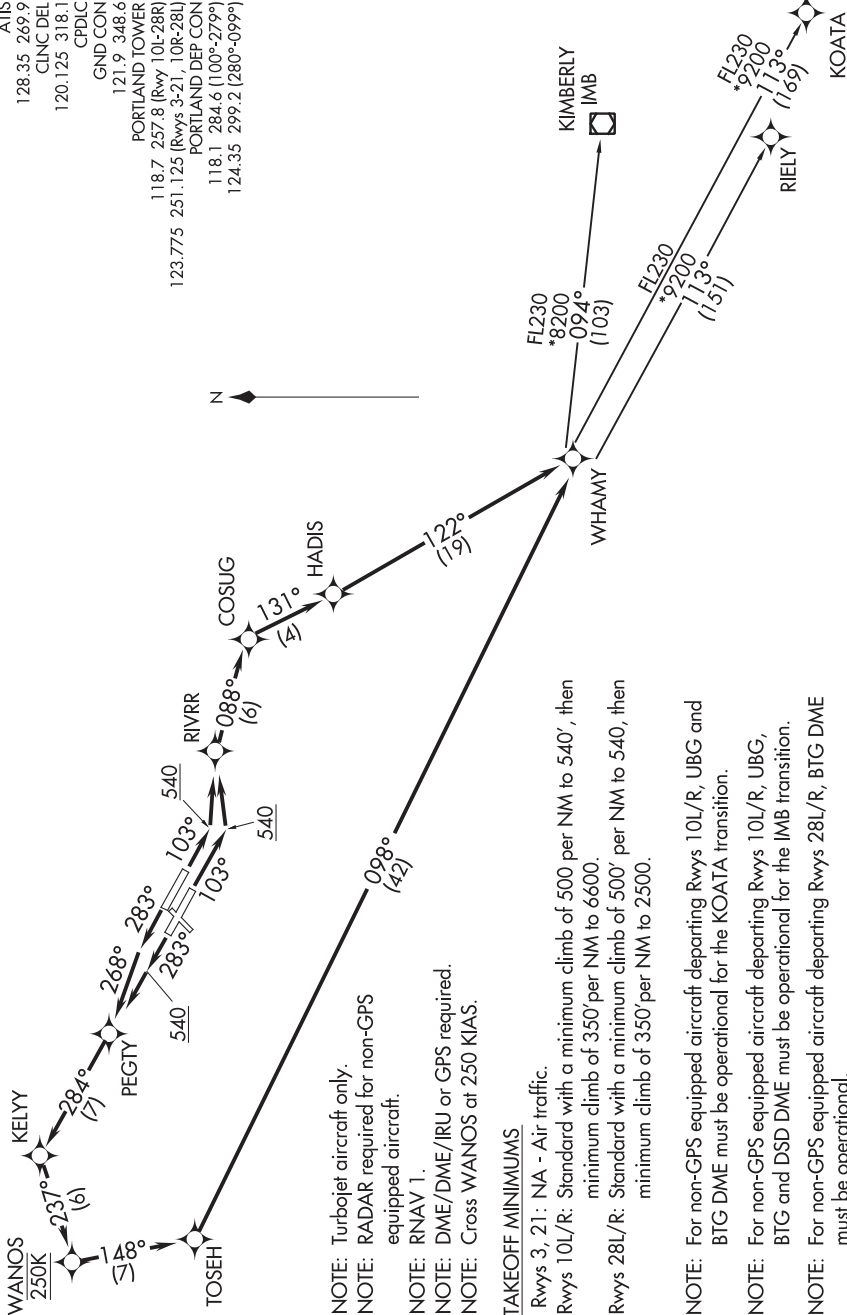 ATIS
128.35 269.9
CLNC DEL
120.125 318.1
CPDLC
GND CON
121.9 348.6
PORTLAND TOWER
118.7 257.8 (Rwy 10L-28R)
123.775 251.125 (Rwys 3-21, 10R-28L)
PORTLAND DEP CON
118.1 284.6 (100°-279°)
124.35 299.2 (280°-099°)
N
WANOS
250K
KELYY
237°
(6)
284°
(7)
148°
(7)
TOSEH
PEGTY
268°
283°
283°
540
103°
103°
540
540
RIVRR
088°
(6)
COSUG
131°
(4)
HADIS
122°
(19)
098°
(42)
WHAMY
KIMBERLY
IMB
FL230
*8200
094°
(103)
FL230
*9200
113°
(169)
KOATA
FL230
*9200
113°
(151)
RIELY
NOTE: Turbojet aircraft only.
NOTE: RADAR required for non-GPS
equipped aircraft.
NOTE: RNAV 1.
NOTE: DME/DME/IRU or GPS required.
NOTE: Cross WANOS at 250 KIAS.
TAKEOFF MINIMUMS
Rwys 3, 21: NA - Air traffic.
Rwys 10L/R: Standard with a minimum climb of 500 per NM to 540', then
minimum climb of 350'per NM to 6600.
Rwys 28L/R: Standard with a minimum climb of 500' per NM to 540, then
minimum climb of 350'per NM to 2500.
NOTE: For non-GPS equipped aircraft departing Rwys 10L/R, UBG and
BTG DME must be operational for the KOATA transition.
NOTE: For non-GPS equipped aircraft departing Rwys 10L/R, UBG,
BTG and DSD DME must be operational for the IMB transition.
NOTE: For non-GPS equipped aircraft departing Rwys 28L/R, BTG DME
must be operational.